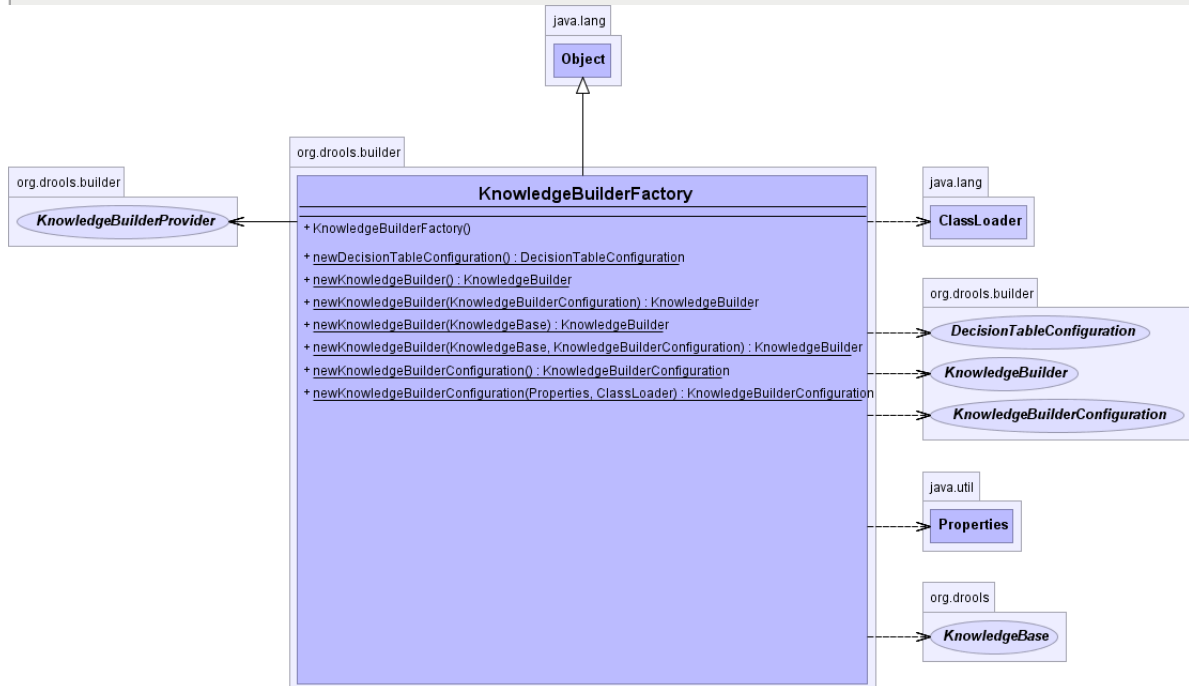 java.lang
Object
org.drools.builder
KnowledgeBuilderProvider
org.drools.builder
KnowledgeBuilderFactory
+ KnowledgeBuilderFactory()
+ newDecisionTableConfiguration() : DecisionTableConfiguration
+ newKnowledgeBuilder() : KnowledgeBuilder
+ newKnowledgeBuilder(KnowledgeBuilderConfiguration) : KnowledgeBuilder
+ newKnowledgeBuilder(KnowledgeBase) : KnowledgeBuilder
+ newKnowledgeBuilder(KnowledgeBase, KnowledgeBuilderConfiguration) : KnowledgeBuilder
+ newKnowledgeBuilderConfiguration() : KnowledgeBuilderConfiguration
+ newKnowledgeBuilderConfiguration(Properties, ClassLoader) : KnowledgeBuilderConfiguration
java.lang
ClassLoader
org.drools.builder
DecisionTableConfiguration
KnowledgeBuilder
KnowledgeBuilderConfiguration
java.util
Properties
org.drools
KnowledgeBase